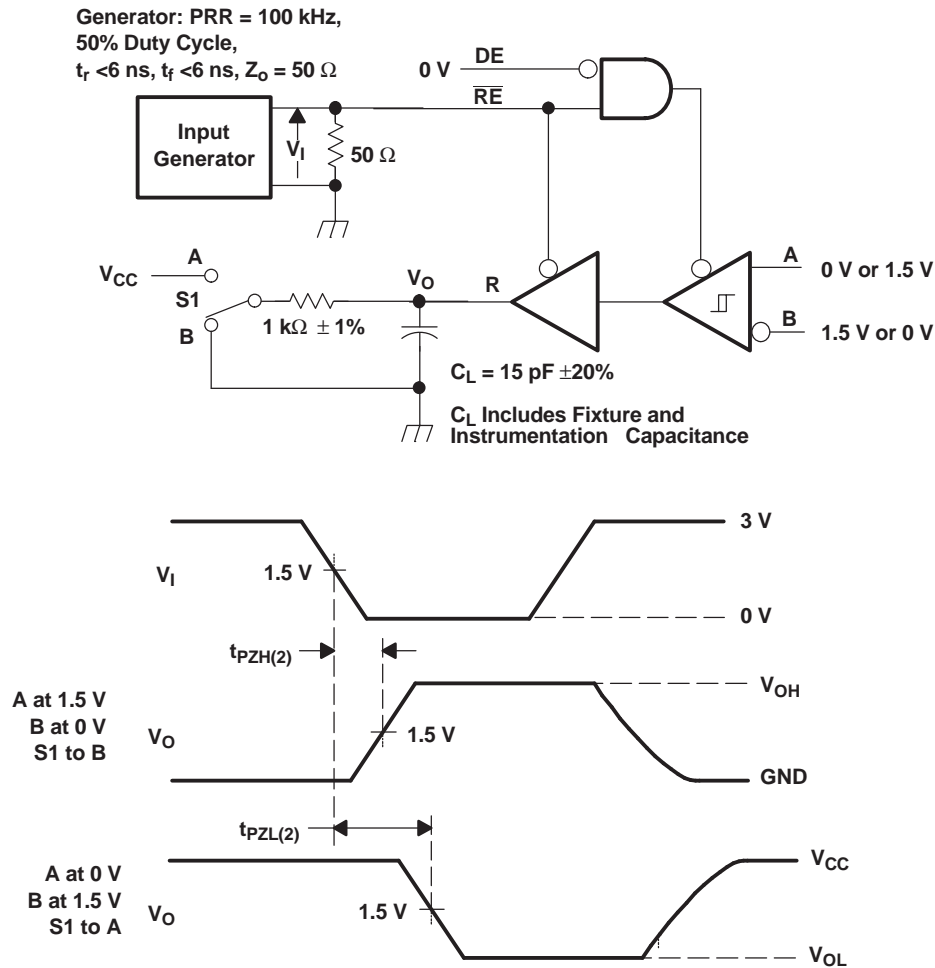 Generator: PRR = 100 kHz,
50% Duty Cycle,
tr <6 ns, tf <6 ns, Zo = 50 Ω
0 V
DE
RE
Input
Generator
VI
50 Ω
VCC
A
S1
B
1 kΩ ± 1%
VO
R
A
0 V or 1.5 V
B
1.5 V or 0 V
CL = 15 pF ±20%
CL Includes Fixture and
Instrumentation Capacitance
3 V
VI
1.5 V
0 V
tPZH(2)
A at 1.5 V
B at 0 V
S1 to B
VO
1.5 V
VOH
GND
tPZL(2)
A at 0 V
B at 1.5 V
S1 to A
VO
1.5 V
VCC
VOL